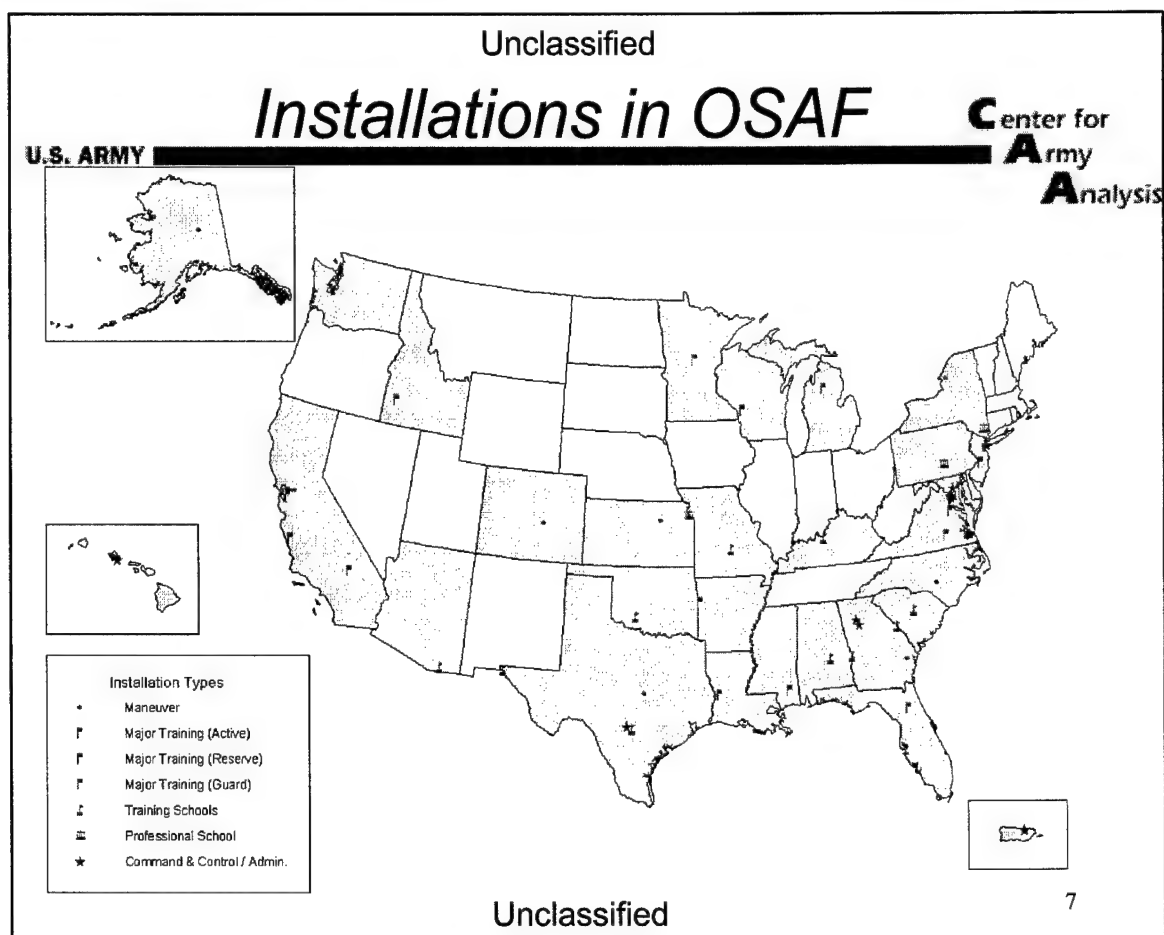 Unclassified
Installations in OSAF
Center for
Army
Analysis
U.S. ARMY
Installation Types
Maneuver
Major Training (Active)
Major Training (Reserve)
Major Training (Guard)
Training Schools
Professional School
Command & Control / Admin.
7
Unclassified